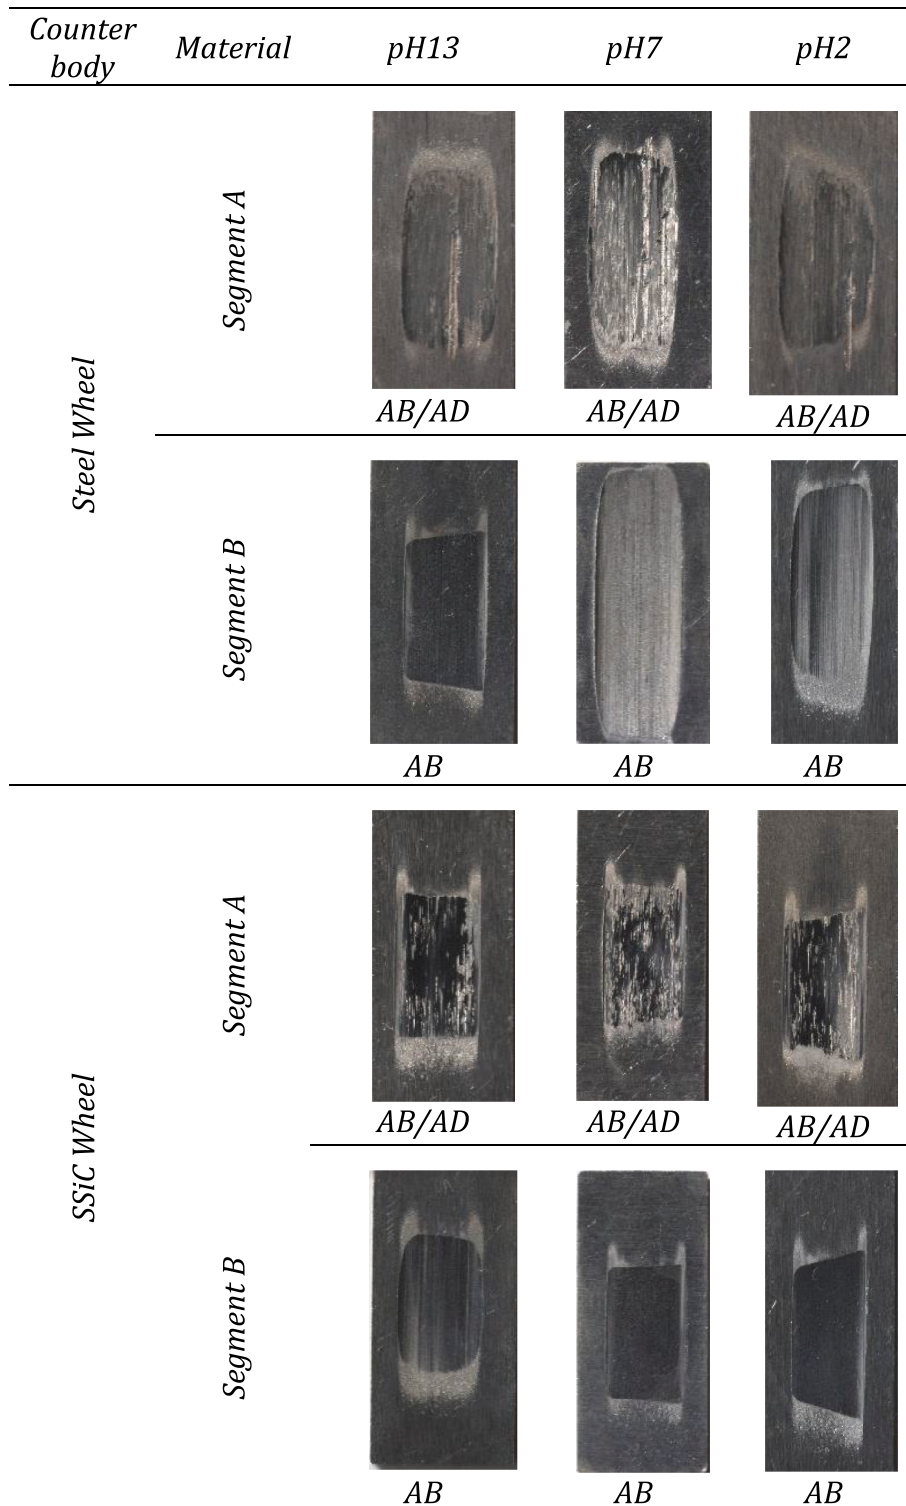 Counter
body
Material
pH13
pH7
pH2
Steel Wheel
Segment A
AB/AD
AB/AD
AB/AD
Segment B
AB
AB
AB
SSiC Wheel
Segment A
AB/AD
AB/AD
AB/AD
Segment B
AB
AB
AB